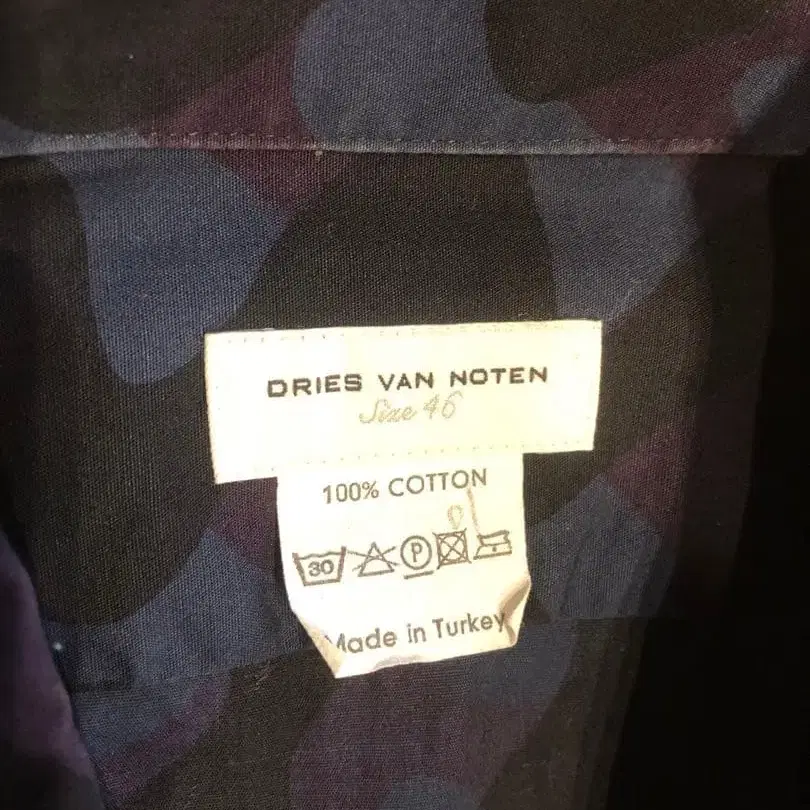 DRIES VAN NOTEN
Size 46
100% COTTON
30 P
Made in Turkey